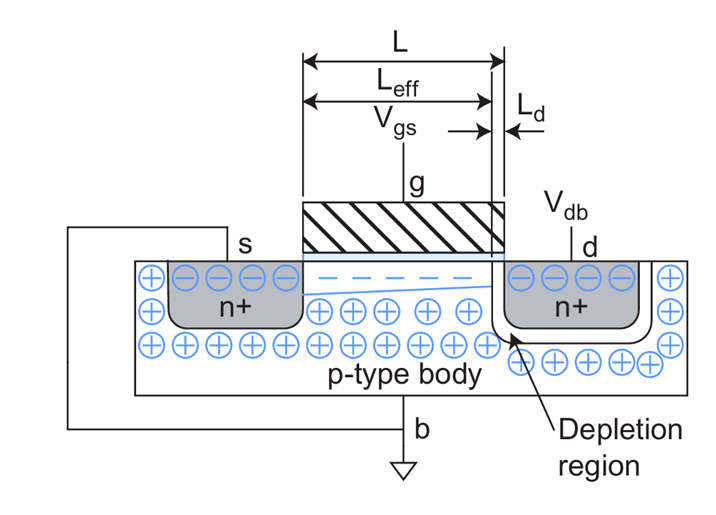 L
Leff
Ld
Vgs
g
Vdb
s
d
n+
n+
p-type body
b
Depletion
region